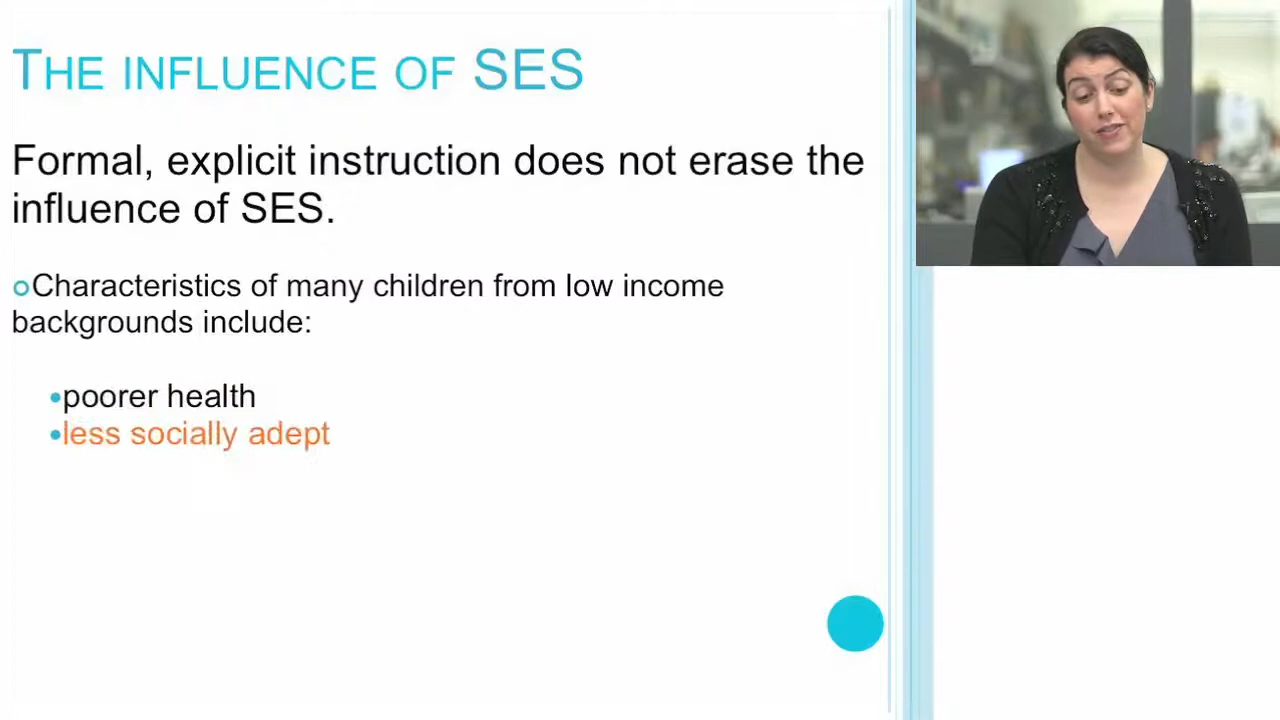 THE INFLUENCE OF SES
Formal, explicit instruction does not erase the
influence of SES.
Characteristics of many children from low income
backgrounds include:
•poorer health
•less socially adept